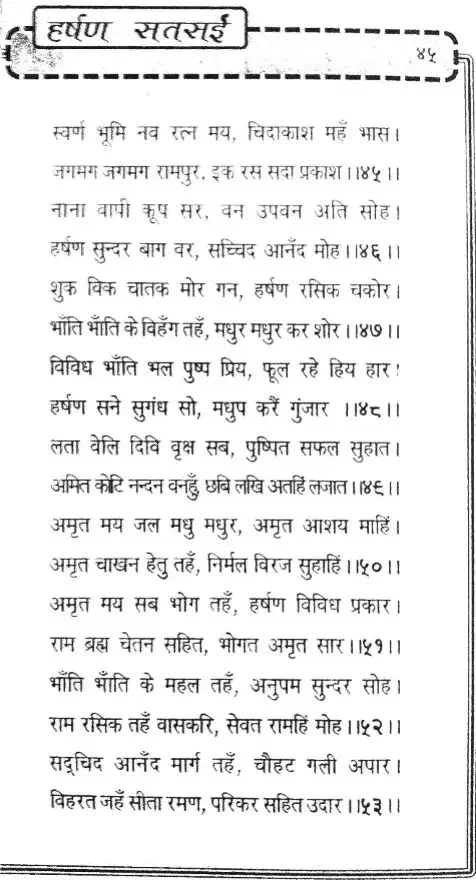 हर्षण सतसई
४५
स्वर्ण भूमि नव रत्न मय, चिदाकाश महँ भास।
जगमग जगमग रामपुर, इक रस सदा प्रकाश।।४५।।
नाना वापी कूप सर, वन उपवन अति सोह।
हर्षण सुन्दर बाग वर, सच्चिद आनँद मोह।।४६।।
शुक विक चातक मोर गन, हर्षण रसिक चकोर।
भाँति भाँति के विहँग तहँ, मधुर मधुर कर शोर।।४७।।
विविध भाँति भल पुष्प प्रिय, फूल रहे हिय हार।
हर्षण सने सुगंध सो, मधुप करैं गुंजार ।।४८।।
लता वेलि दिवि वृक्ष सब, पुष्पित सफल सुहात।
अमित कोटि नन्दन वनहुँ, छबि लखि अतहिं लजात।।४९।।
अमृत मय जल मधु मधुर, अमृत आशय माहिं।
अमृत चाखन हेतु तहँ, निर्मल विरज सुहाहिं।।५०।।
अमृत मय सब भोग तहँ, हर्षण विविध प्रकार।
राम ब्रह्म चेतन सहित, भोगत अमृत सार।।५१।।
भाँति भाँति के महल तहँ, अनुपम सुन्दर सोह।
राम रसिक तहँ वासकरि, सेवत रामहिं मोह।।५२।।
सद्चिद आनँद मार्ग तहँ, चौहट गली अपार।
विहरत जहँ सीता रमण, परिकर सहित उदार।।५३।।